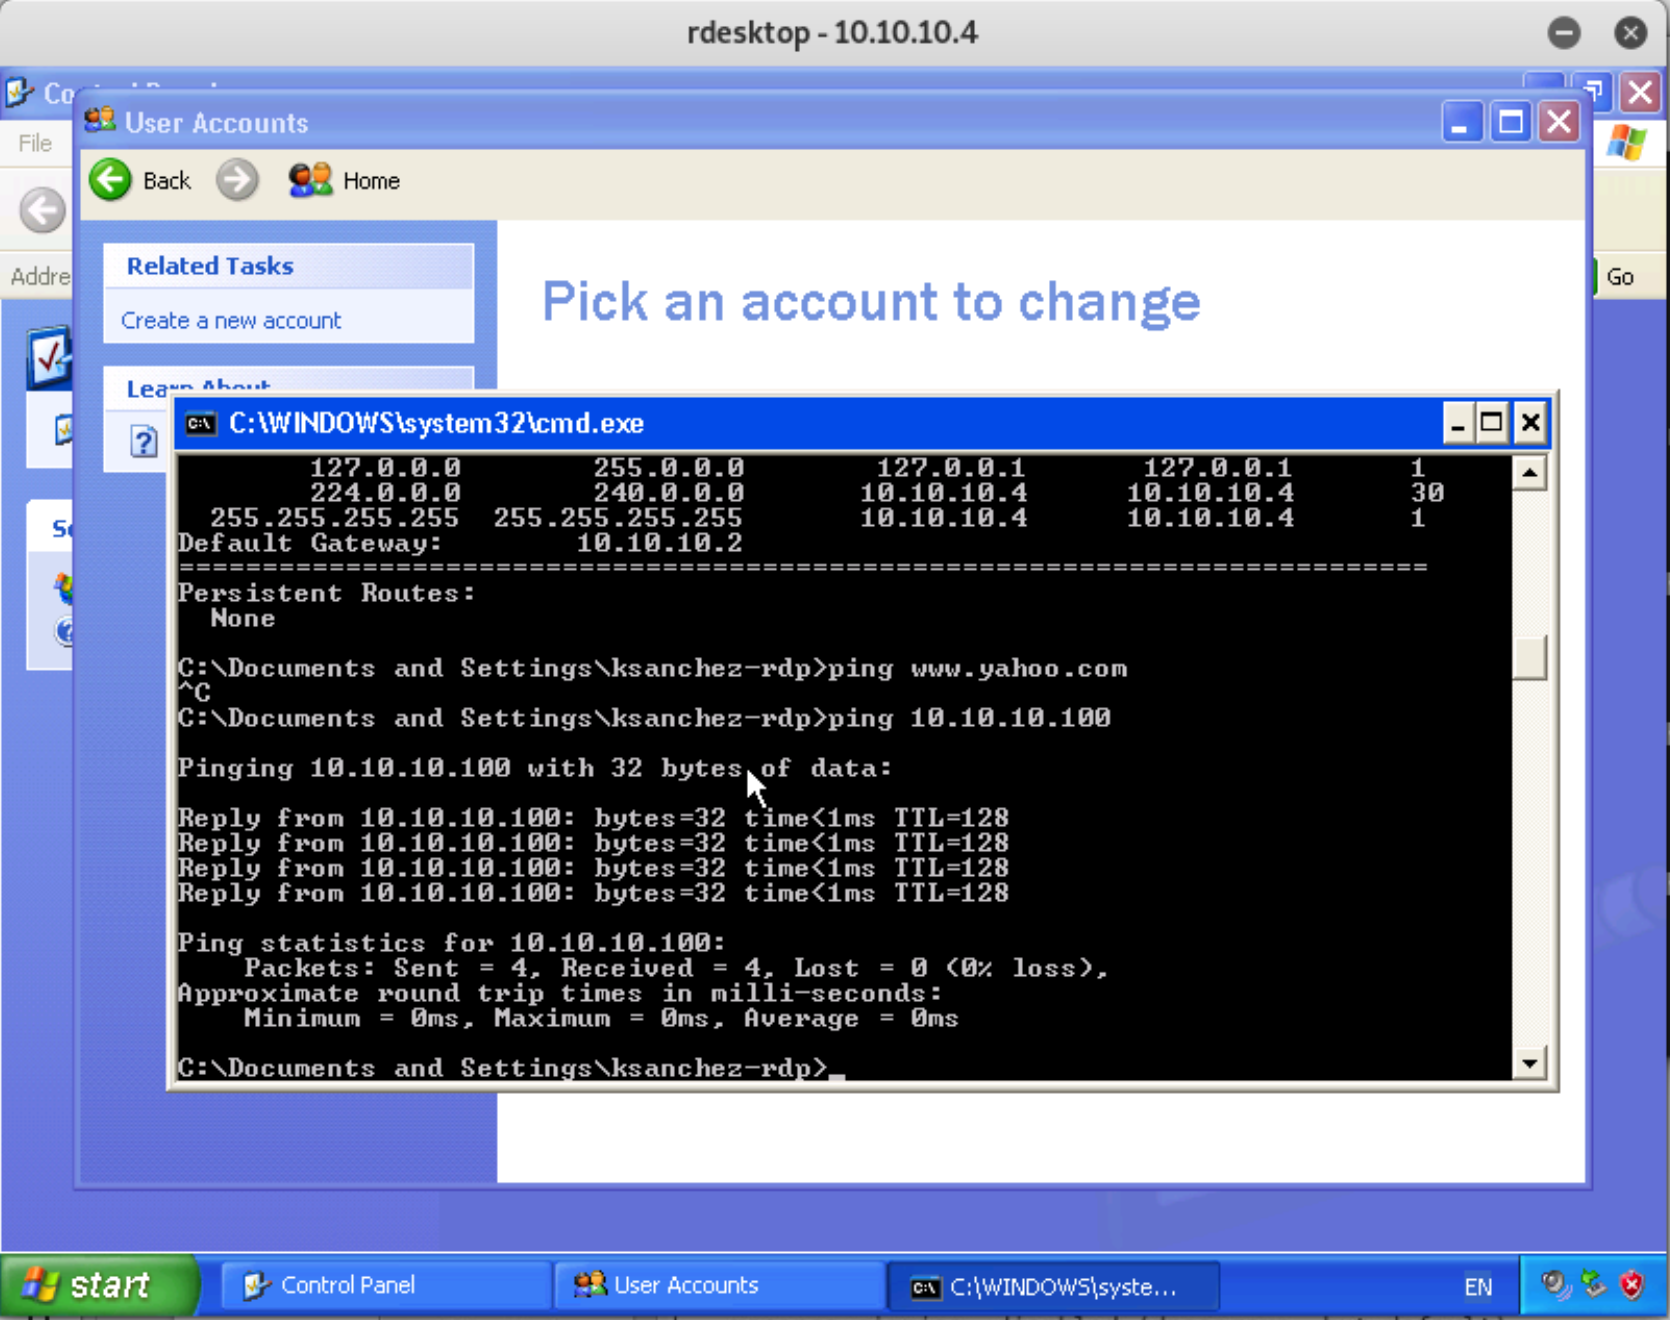 rdesktop - 10.10.10.4
User Accounts
File
Back
Home
Addre
Go
Related Tasks
Create a new account
Pick an account to change
Learn About
C:\WINDOWS\system32\cmd.exe
127.0.0.0 255.0.0.0 127.0.0.1 127.0.0.1 1
224.0.0.0 240.0.0.0 10.10.10.4 10.10.10.4 30
255.255.255.255 255.255.255.255 10.10.10.4 10.10.10.4 1
Default Gateway: 10.10.10.2
===========================================================================
Persistent Routes:
None
C:\Documents and Settings\ksanchez-rdp>ping www.yahoo.com
^C
C:\Documents and Settings\ksanchez-rdp>ping 10.10.10.100
Pinging 10.10.10.100 with 32 bytes of data:
Reply from 10.10.10.100: bytes=32 time<1ms TTL=128
Reply from 10.10.10.100: bytes=32 time<1ms TTL=128
Reply from 10.10.10.100: bytes=32 time<1ms TTL=128
Reply from 10.10.10.100: bytes=32 time<1ms TTL=128
Ping statistics for 10.10.10.100:
Packets: Sent = 4, Received = 4, Lost = 0 (0% loss),
Approximate round trip times in milli-seconds:
Minimum = 0ms, Maximum = 0ms, Average = 0ms
C:\Documents and Settings\ksanchez-rdp>_
start
Control Panel
User Accounts
C:\WINDOWS\syste...
EN